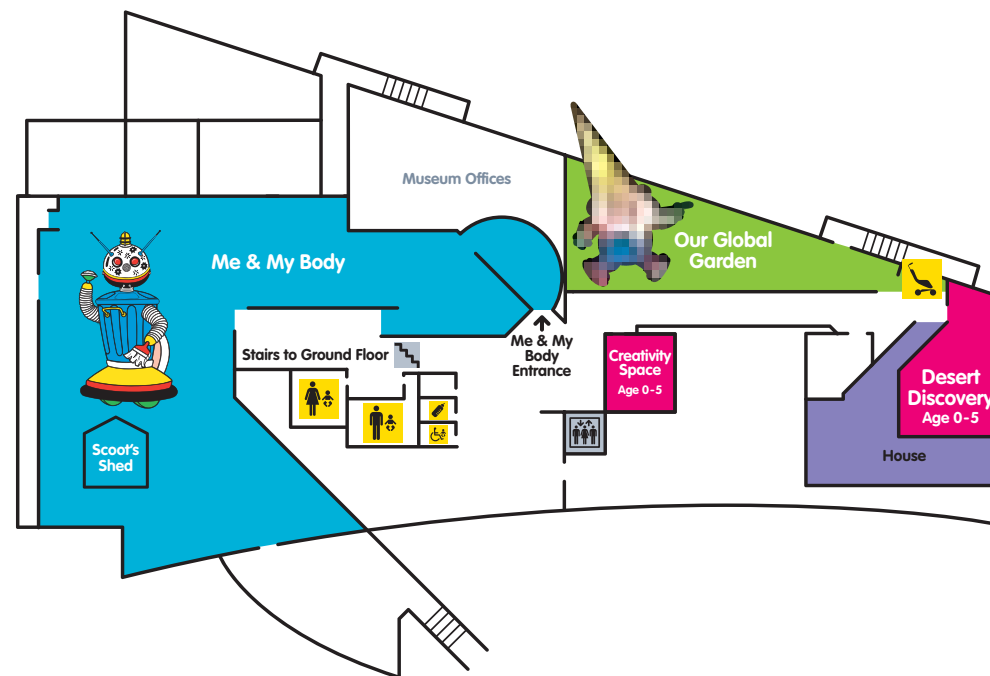 Museum Offices
Our Global
Garden
Me & My Body
Stairs to Ground Floor
Me & My
Body
Entrance
Creativity
Space
Age 0-5
Desert
Discovery
Age 0-5
Scoot's
Shed
House